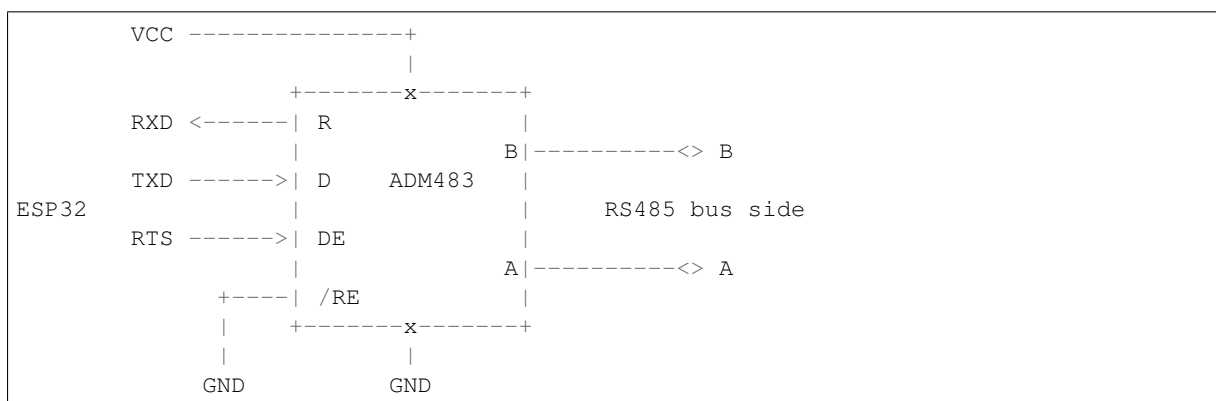 VCC ---------------+
|
+-------x-------+
RXD <------| R |
| B|----------<> B
TXD ------>| D ADM483 |
ESP32 | | RS485 bus side
RTS ------>| DE |
| A|----------<> A
+----| /RE |
| +-------x-------+
| |
GND GND